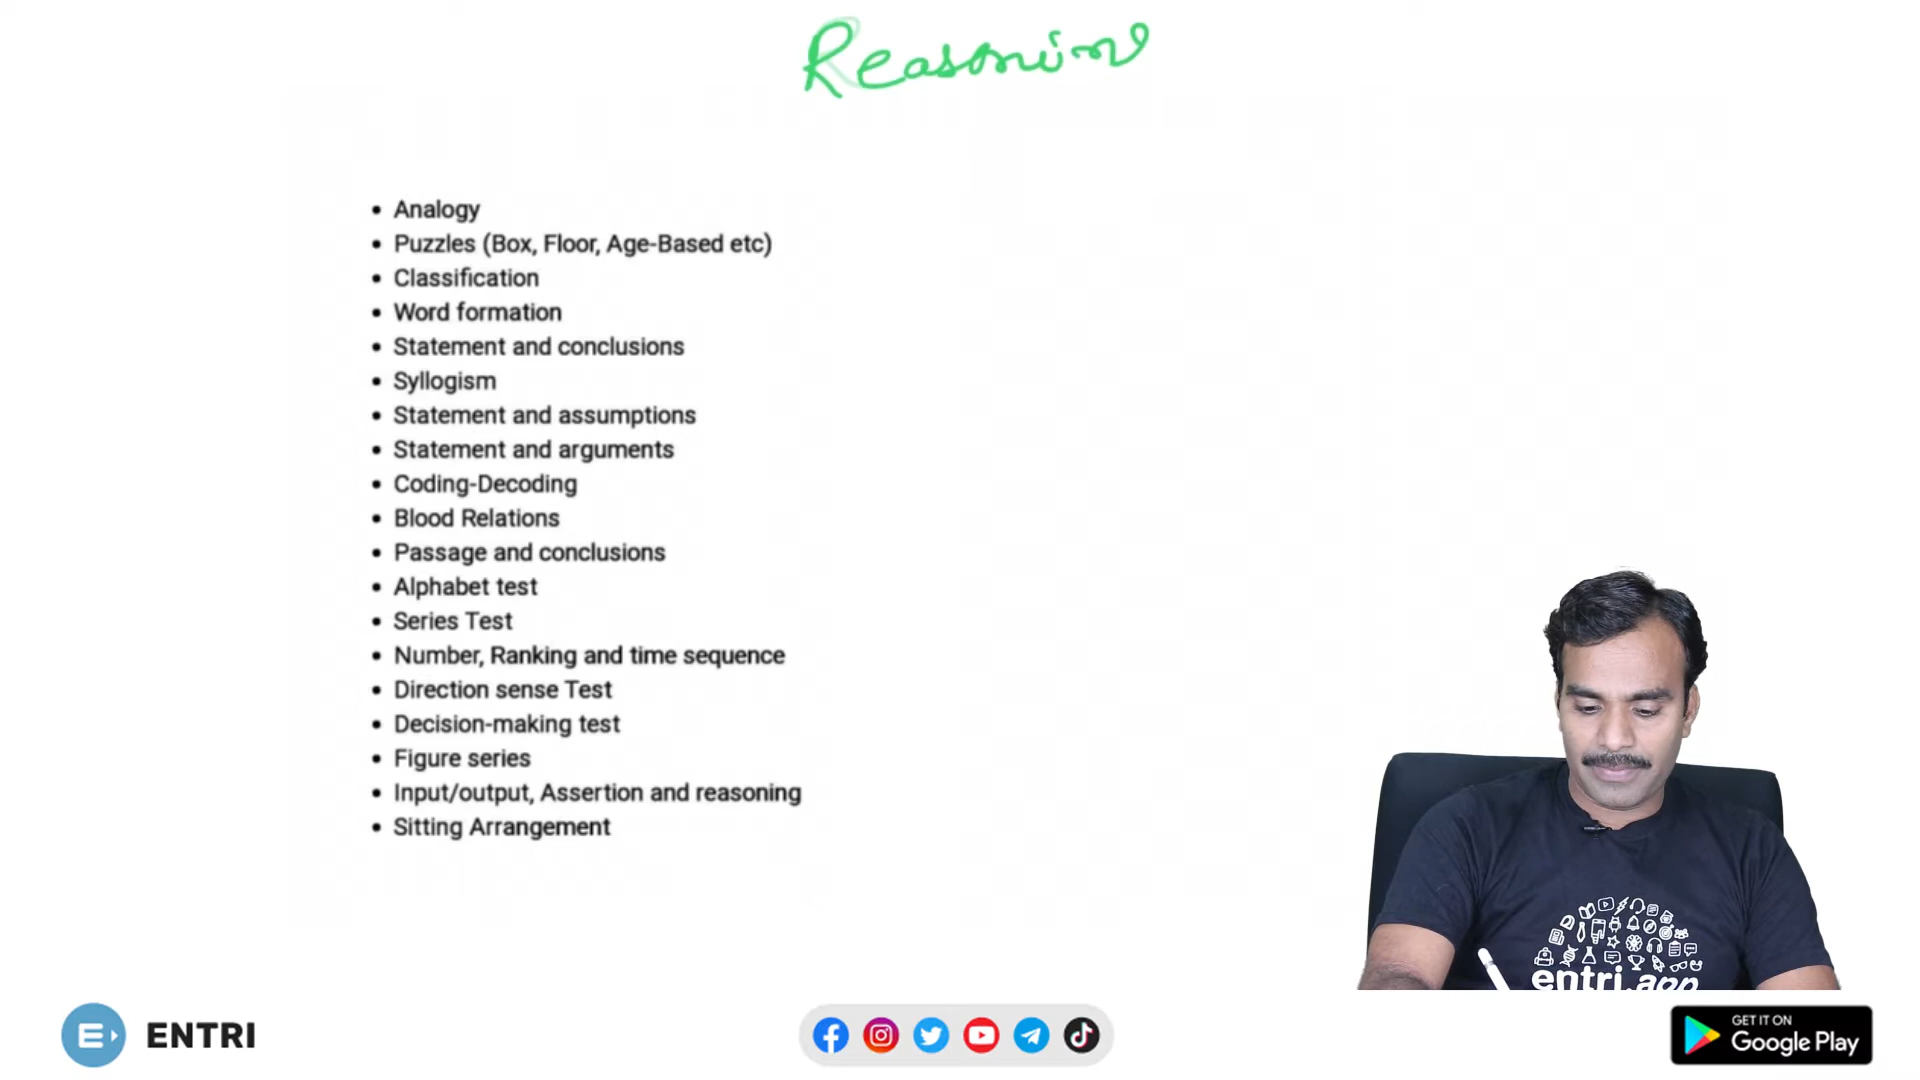 Reasoning
• Analogy
• Puzzles (Box, Floor, Age-Based etc)
• Classification
• Word formation
• Statement and conclusions
• Syllogism
• Statement and assumptions
• Statement and arguments
• Coding-Decoding
• Blood Relations
• Passage and conclusions
• Alphabet test
• Series Test
• Number, Ranking and time sequence
• Direction sense Test
• Decision-making test
• Figure series
• Input/output, Assertion and reasoning
• Sitting Arrangement
entri.app
E ENTRI
GET IT ON
Google Play